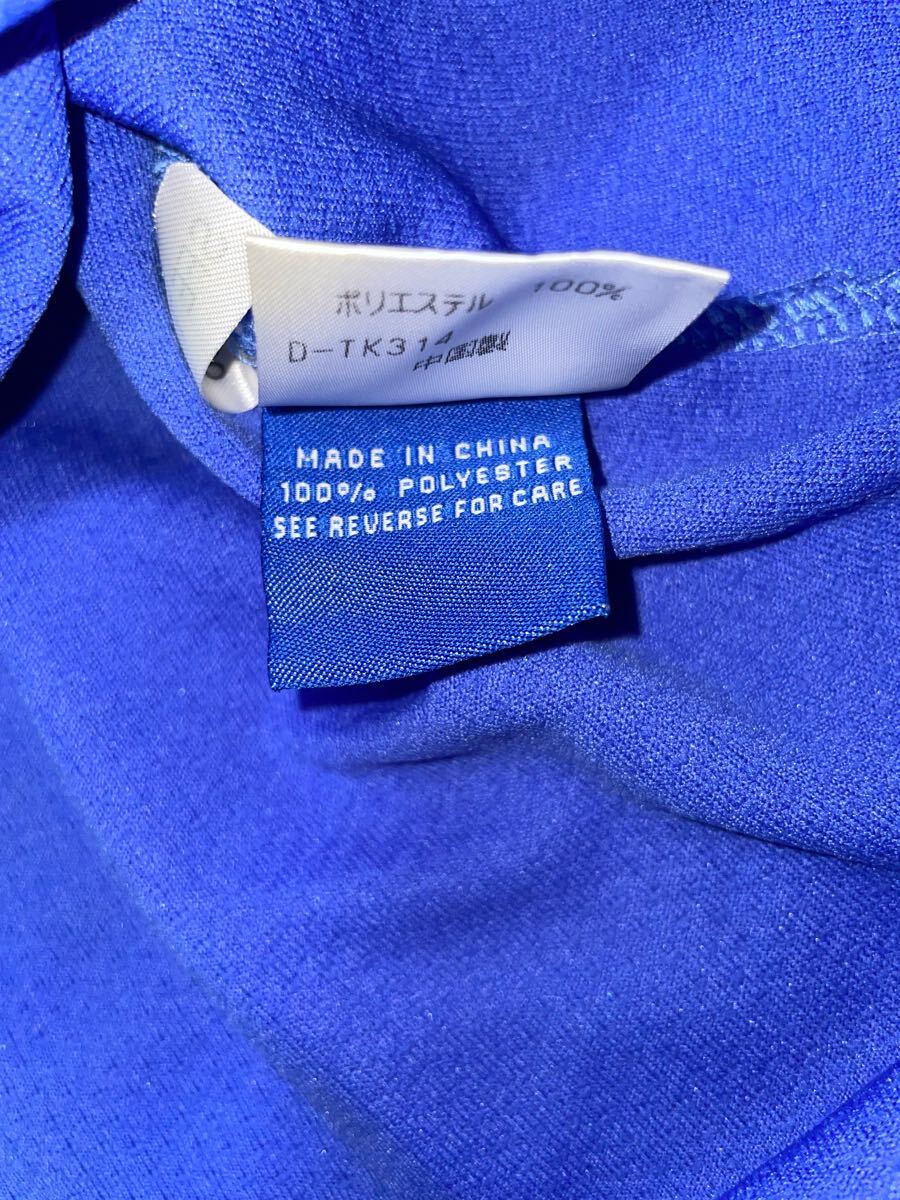 ポリエステル 100%
D-TK314
中国製
MADE IN CHINA
100% POLYESTER
SEE REVERSE FOR CARE